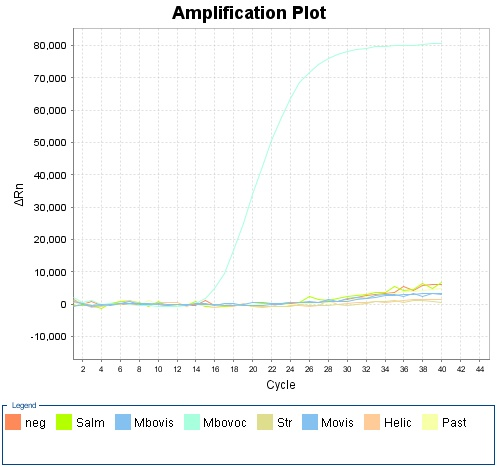 Amplification Plot
80,000
70,000
60,000
50,000
40,000
30,000
20,000
10,000
0
-10,000
ΔRn
2 4 6 8 10 12 14 16 18 20 22 24 26 28 30 32 34 36 38 40 42 44
Cycle
Legend
neg Salm Mbovis Mbovoc Str Movis Helic Past